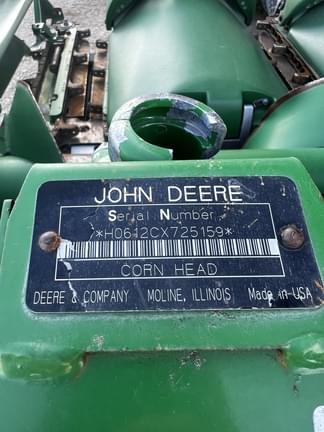 JOHN DEERE
Serial Number
*H0612CX725159*
CORN HEAD
DEERE & COMPANY MOLINE, ILLINOIS Made in USA